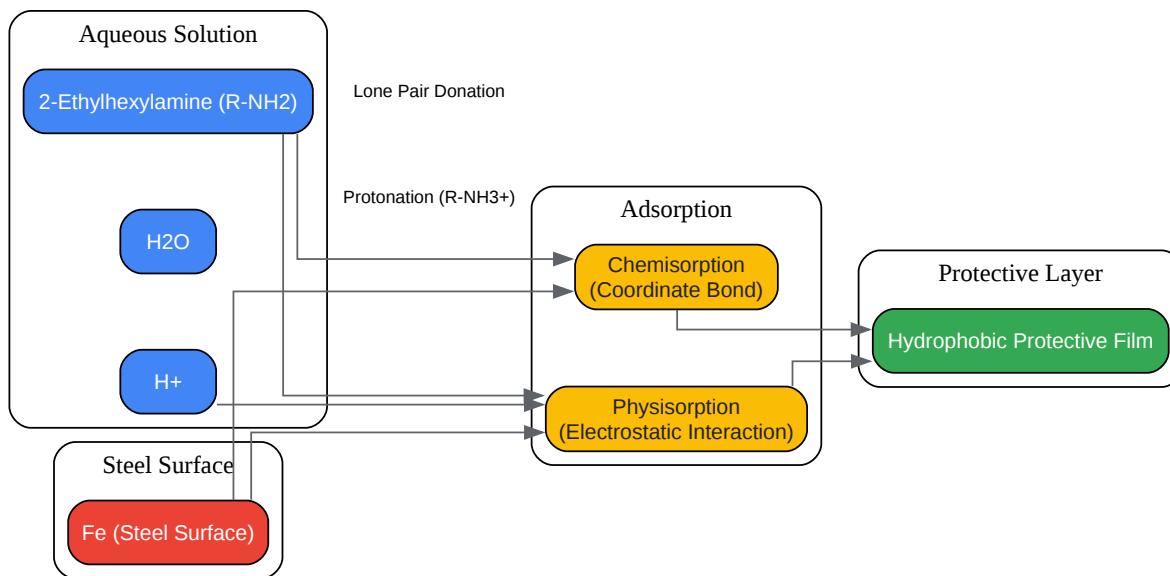 Aqueous Solution
2-Ethylhexylamine (R-NH2)
H2O
H+
Steel Surface
Fe (Steel Surface)
Lone Pair Donation
Protonation (R-NH3+)
Adsorption
Chemisorption
(Coordinate Bond)
Physisorption
(Electrostatic Interaction)
Protective Layer
Hydrophobic Protective Film